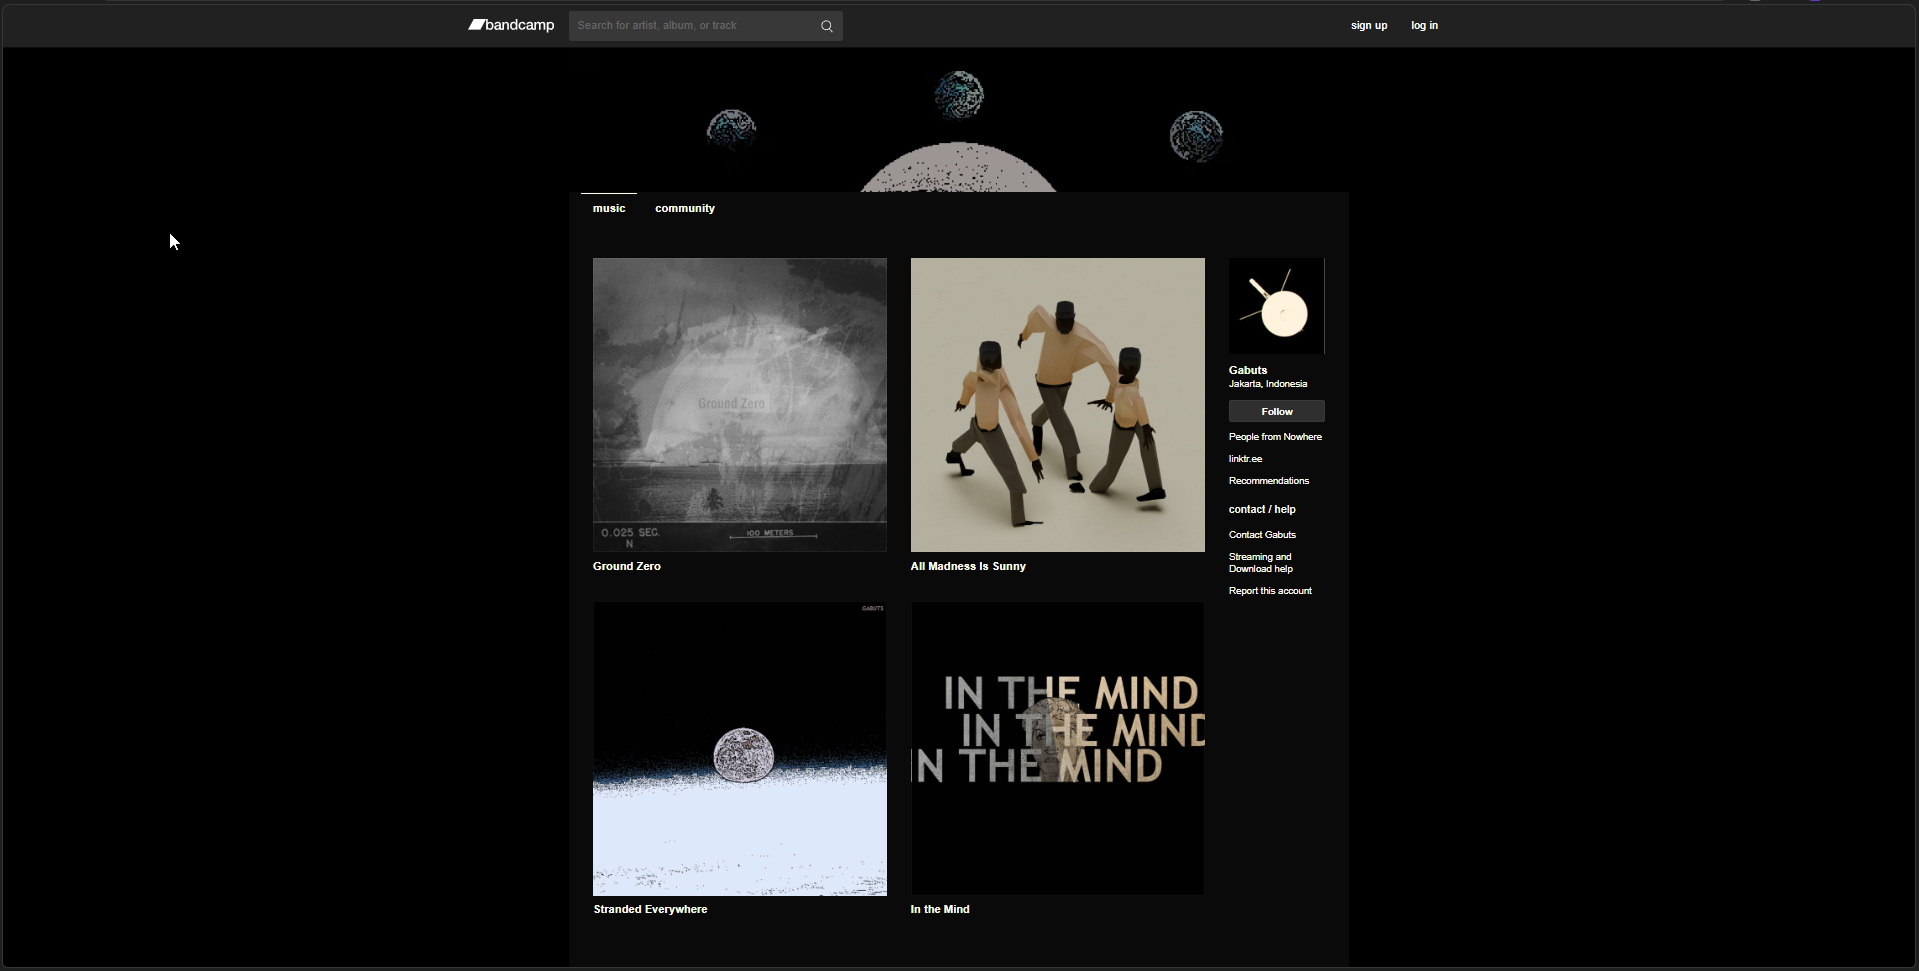 bandcamp
Search for artist, album, or track
sign up
log in
music
community
Ground Zero
0.025 SEC.
N
100 METERS
Ground Zero
All Madness Is Sunny
Gabuts
Jakarta, Indonesia
Follow
People from Nowhere
linktr.ee
Recommendations
contact / help
Contact Gabuts
Streaming and
Download help
Report this account
GABUTS
Stranded Everywhere
IN THE MIND
IN THE MIND
IN THE MIND
In the Mind